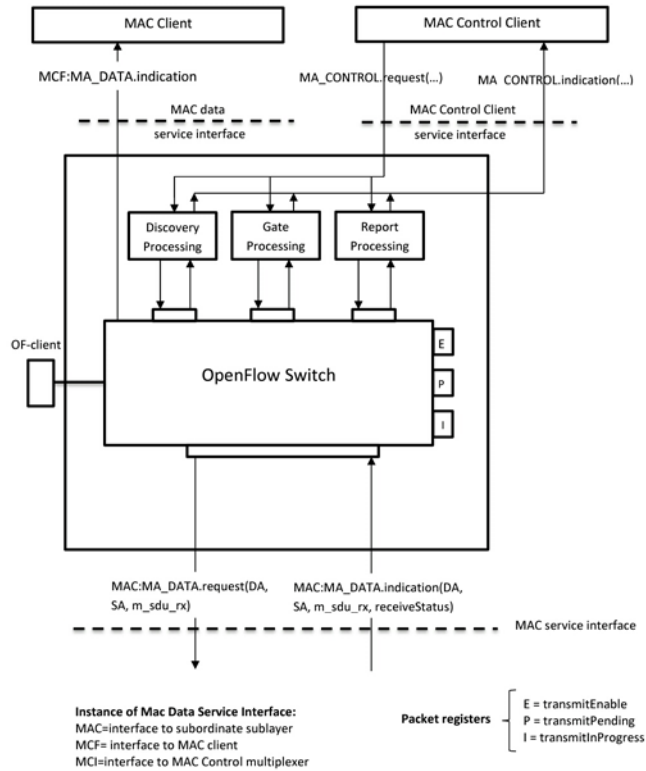 MAC Client
MAC Control Client
MCF:MA_DATA.indication
MA_CONTROL.request(...)
MA_CONTROL.indication(...)
MAC data
service interface
MAC Control Client
service interface
Discovery
Processing
Gate
Processing
Report
Processing
OF-client
OpenFlow Switch
E
P
I
MAC:MA_DATA.request(DA,
SA, m_sdu_rx)
MAC:MA_DATA.indication(DA,
SA, m_sdu_rx, receiveStatus)
MAC service interface
Instance of Mac Data Service Interface:
MAC=interface to subordinate sublayer
MCF= interface to MAC client
MCI=interface to MAC Control multiplexer
Packet registers
E = transmitEnable
P = transmitPending
I = transmitInProgress